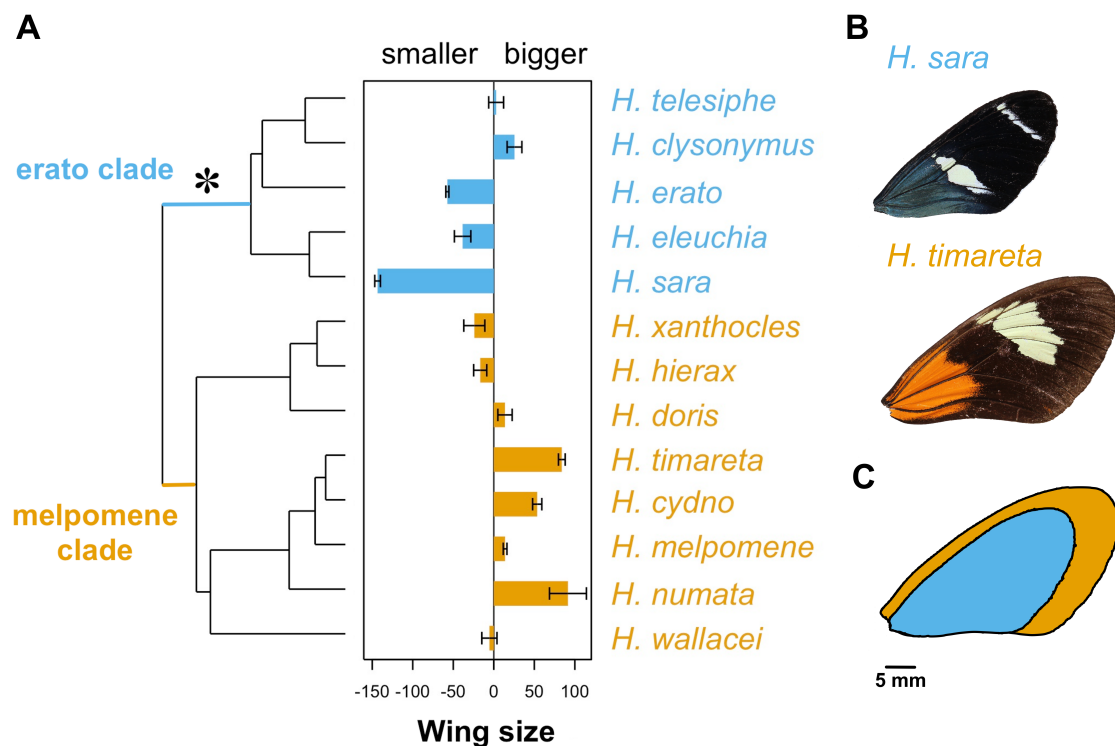 A
smaller bigger
erato clade
*
melpomene
clade
H. telesiphe
H. clysonymus
H. erato
H. eleuchia
H. sara
H. xanthocles
H. hierax
H. doris
H. timareta
H. cydno
H. melpomene
H. numata
H. wallacei
-150 -100 -50 0 50 100
Wing size
B
H. sara
H. timareta
C
5 mm